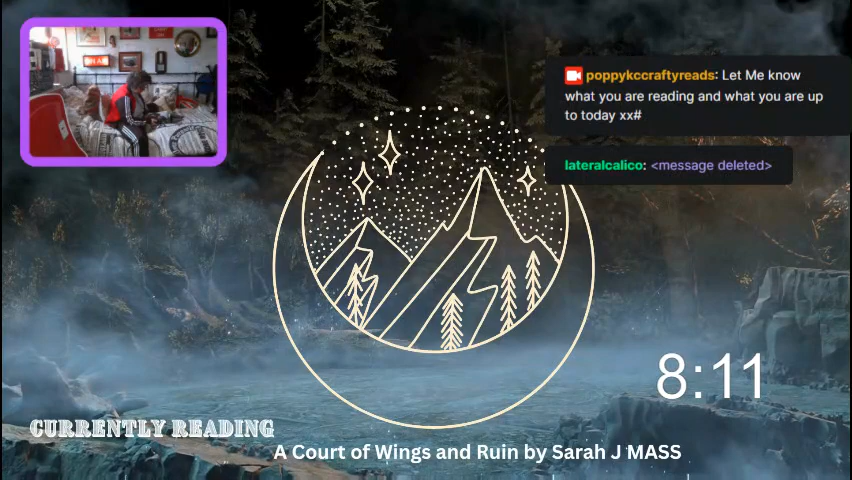 poppykccraftyreads: Let Me know
what you are reading and what you are up
to today xx#
lateralcalico: <message deleted>
8:11
CURRENTLY READING
A Court of Wings and Ruin by Sarah J MASS